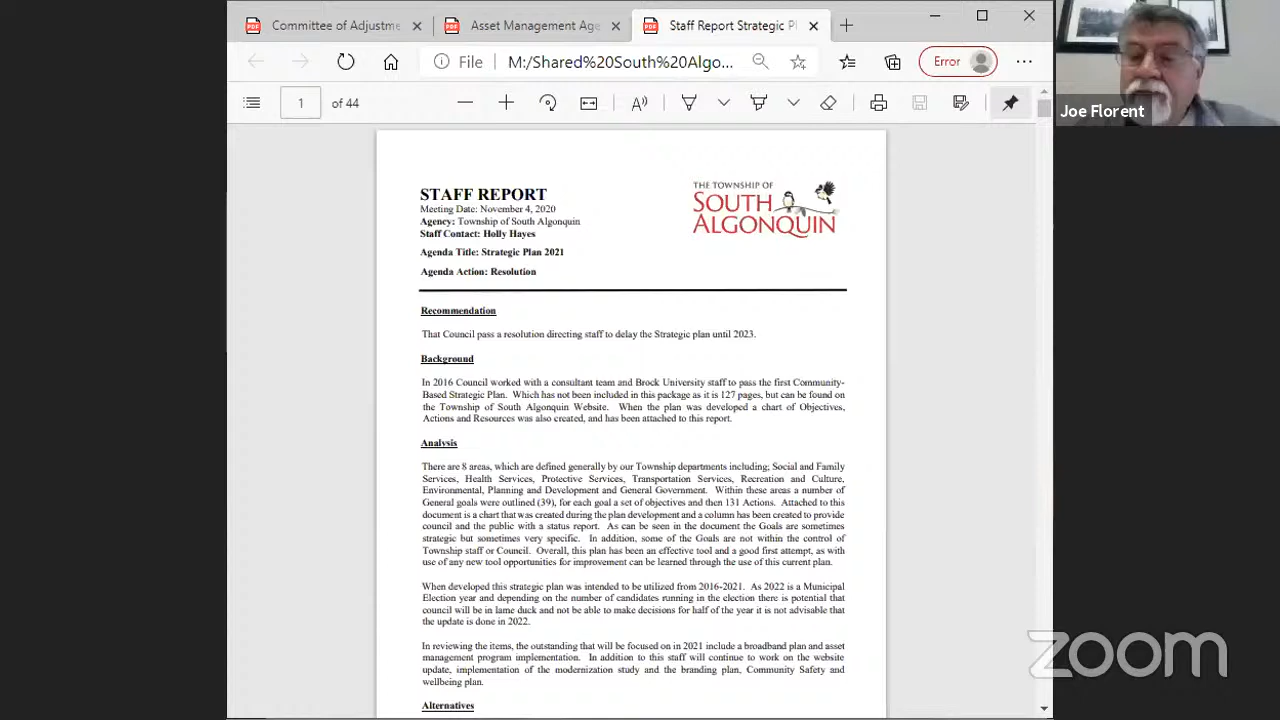 Committee of Adjustme
Asset Management Age
Staff Report Strategic P
File
M:/Shared%20South%20Algo...
Error
1
of 44
Joe Florent
STAFF REPORT
Meeting Date: November 4, 2020
Agency: Township of South Algonquin
Staff Contact: Holly Hayes
Agenda Title: Strategic Plan 2021
Agenda Action: Resolution
THE TOWNSHIP OF
SOUTH
ALGONQUIN
Recommendation
That Council pass a resolution directing staff to delay the Strategic plan until 2023.
Background
In 2016 Council worked with a consultant team and Brock University staff to pass the first Community-
Based Strategic Plan. Which has not been included in this package as it is 127 pages, but can be found on
the Township of South Algonquin Website. When the plan was developed a chart of Objectives,
Actions and Resources was also created, and has been attached to this report.
Analysis
There are 8 areas, which are defined generally by our Township departments including; Social and Family
Services, Health Services, Protective Services, Transportation Services, Recreation and Culture,
Environmental, Planning and Development and General Government. Within these areas a number of
General goals were outlined (39), for each goal a set of objectives and then 131 Actions. Attached to this
document is a chart that was created during the plan development and a column has been created to provide
council and the public with a status report. As can be seen in the document the Goals are sometimes
strategic but sometimes very specific. In addition, some of the Goals are not within the control of
Township staff or Council. Overall, this plan has been an effective tool and a good first attempt, as with
use of any new tool opportunities for improvement can be learned through the use of this current plan.
When developed this strategic plan was intended to be utilized from 2016-2021. As 2022 is a Municipal
Election year and depending on the number of candidates running in the election there is potential that
council will be in lame duck and not be able to make decisions for half of the year it is not advisable that
the update is done in 2022.
In reviewing the items, the outstanding that will be focused on in 2021 include a broadband plan and asset
management program implementation. In addition to this staff will continue to work on the website
update, implementation of the modernization study and the branding plan, Community Safety and
wellbeing plan.
Alternatives
zoom